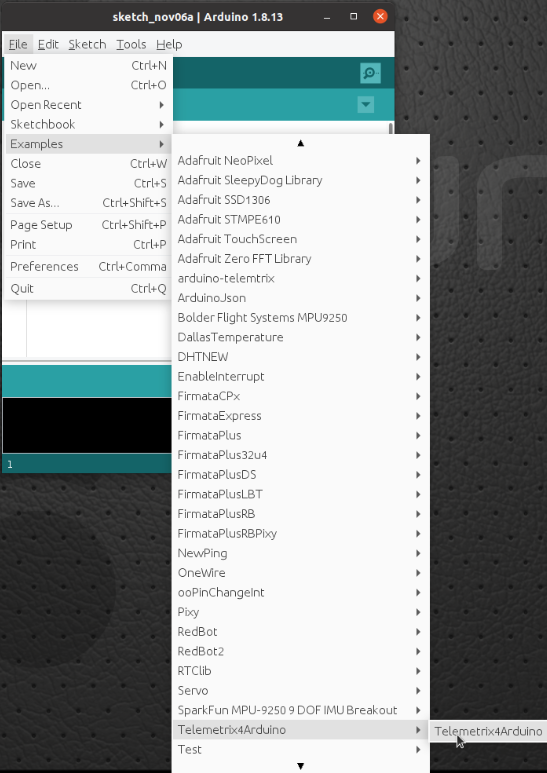 sketch_nov06a | Arduino 1.8.13
File Edit Sketch Tools Help
New Ctrl+N
Open... Ctrl+O
Open Recent
Sketchbook
Examples
Close Ctrl+W
Save Ctrl+S
Save As... Ctrl+Shift+S
Page Setup Ctrl+Shift+P
Print Ctrl+P
Preferences Ctrl+Comma
Quit Ctrl+Q
1
Adafruit NeoPixel
Adafruit SleepyDog Library
Adafruit SSD1306
Adafruit STMPE610
Adafruit TouchScreen
Adafruit Zero FFT Library
arduino-telemtrix
ArduinoJson
Bolder Flight Systems MPU9250
DallasTemperature
DHTNEW
EnableInterrupt
FirmataCPx
FirmataExpress
FirmataPlus
FirmataPlus32u4
FirmataPlusDS
FirmataPlusLBT
FirmataPlusRB
FirmataPlusRBPixy
NewPing
OneWire
ooPinChangeInt
Pixy
RedBot
RedBot2
RTClib
Servo
SparkFun MPU-9250 9 DOF IMU Breakout
Telemetrix4Arduino
Test
Telemetrix4Arduino